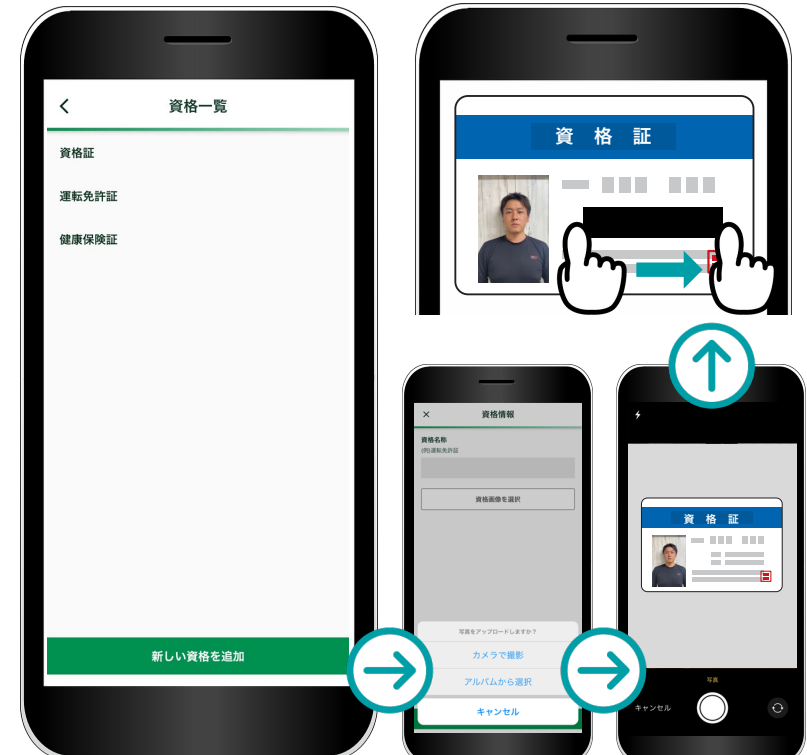 資格一覧
資格証
運転免許証
健康保険証
新しい資格を追加
資格情報
資格名称
(例)運転免許証
資格画像を選択
写真をアップロードしますか?
カメラで撮影
アルバムから選択
キャンセル
資格証
写真
キャンセル
資格証